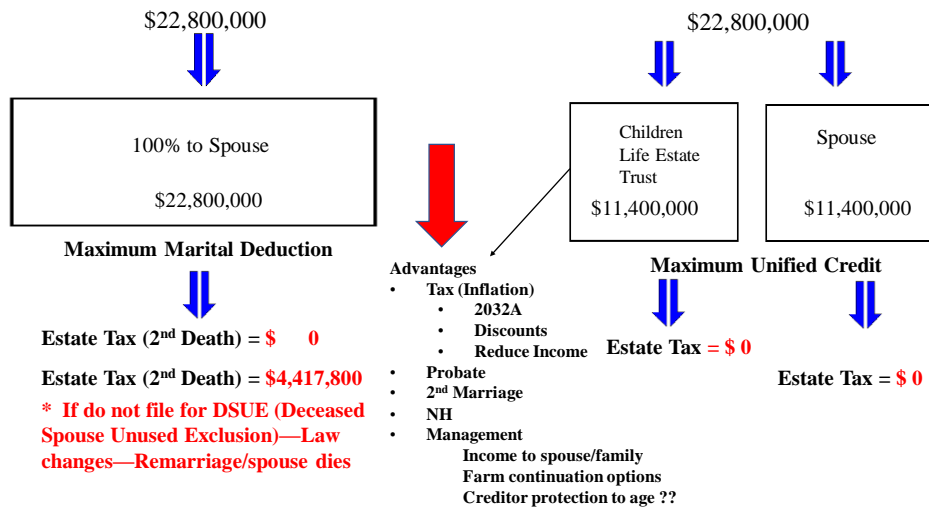 $22,800,000
100% to Spouse
$22,800,000
Maximum Marital Deduction
Estate Tax (2nd Death) = $ 0
Estate Tax (2nd Death) = $4,417,800
* If do not file for DSUE (Deceased
Spouse Unused Exclusion)—Law
changes—Remarriage/spouse dies
Advantages
• Tax (Inflation)
• 2032A
• Discounts
• Reduce Income
• Probate
• 2nd Marriage
• NH
• Management
Income to spouse/family
Farm continuation options
Creditor protection to age ??
$22,800,000
Children
Life Estate
Trust
$11,400,000
Spouse
$11,400,000
Maximum Unified Credit
Estate Tax = $ 0
Estate Tax = $ 0